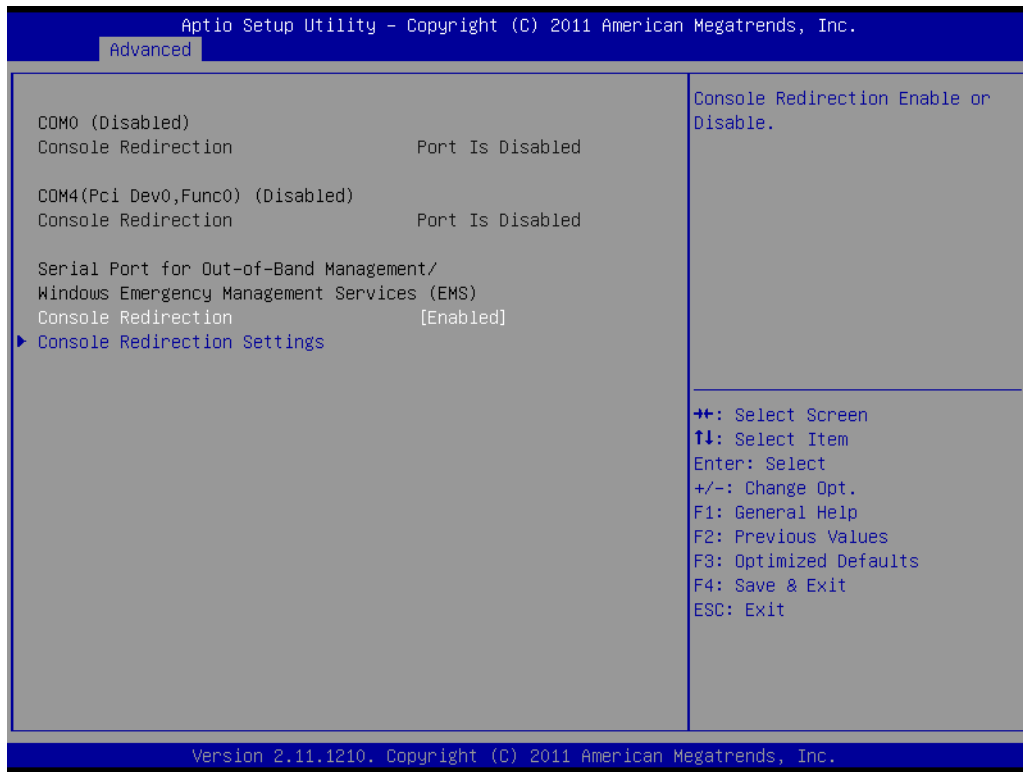 Aptio Setup Utility – Copyright (C) 2011 American Megatrends, Inc.
Advanced
COM0 (Disabled)
Console Redirection Port Is Disabled
COM4(Pci Dev0,Func0) (Disabled)
Console Redirection Port Is Disabled
Serial Port for Out-of-Band Management/
Windows Emergency Management Services (EMS)
Console Redirection [Enabled]
Console Redirection Settings
Console Redirection Enable or
Disable.
→←: Select Screen
↑↓: Select Item
Enter: Select
+/-: Change Opt.
F1: General Help
F2: Previous Values
F3: Optimized Defaults
F4: Save & Exit
ESC: Exit
Version 2.11.1210. Copyright (C) 2011 American Megatrends, Inc.